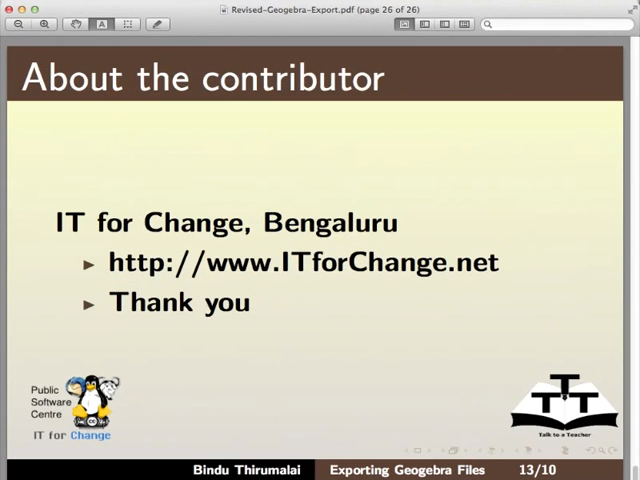 Revised-Geogebra-Export.pdf (page 26 of 26)
About the contributor
IT for Change, Bengaluru
http://www.ITforChange.net
Thank you
Public
Software
Centre
IT for Change
TTT
Talk to a Teacher
Bindu Thirumalai Exporting Geogebra Files 13/10